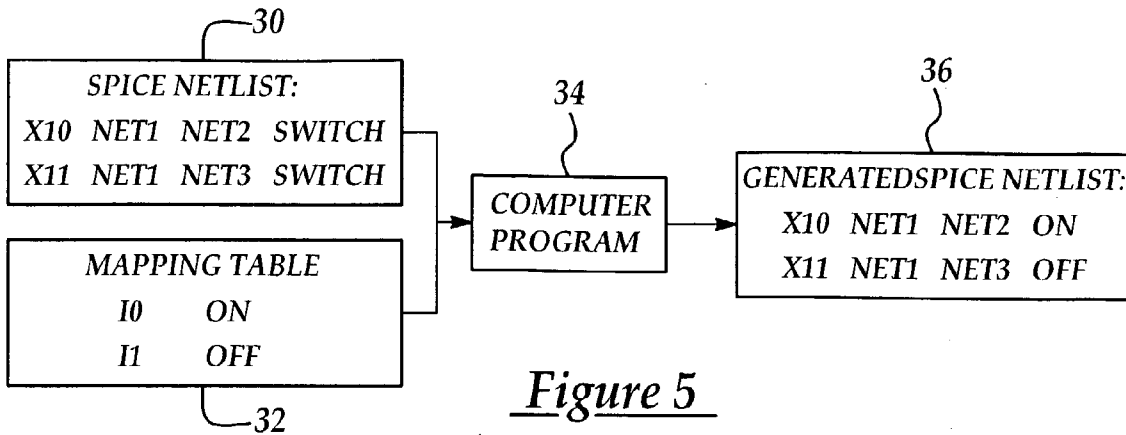 30
SPICE NETLIST:
X10 NET1 NET2 SWITCH
X11 NET1 NET3 SWITCH
MAPPING TABLE
I0 ON
I1 OFF
32
34
COMPUTER
PROGRAM
36
GENERATEDSPICE NETLIST:
X10 NET1 NET2 ON
X11 NET1 NET3 OFF
Figure 5